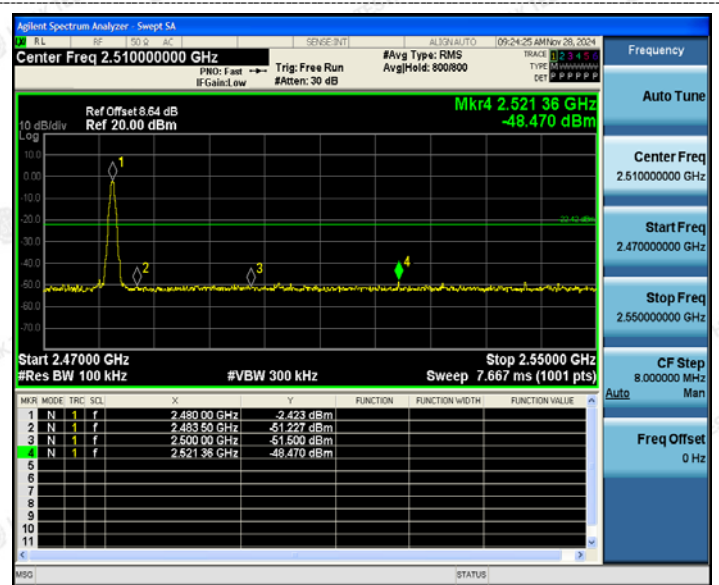 Agilent Spectrum Analyzer - Swept SA
RL RF 50 Ω AC SENSE:INT ALIGNAUTO 09:24:25 AM Nov 28, 2024
Center Freq 2.510000000 GHz
PNO: Fast
IFGain:Low
Trig: Free Run
#Atten: 30 dB
#Avg Type: RMS
Avg|Hold: 800/800
TRACE 1 2 3 4 5 6
TYPE M
DET P P P P P P
Frequency
Auto Tune
Center Freq
2.510000000 GHz
Start Freq
2.470000000 GHz
Stop Freq
2.550000000 GHz
CF Step
8.000000 MHz
Auto Man
Freq Offset
0 Hz
Mkr4 2.521 36 GHz
-48.470 dBm
Ref Offset 8.64 dB
10 dB/div Ref 20.00 dBm
Log
10.0
0.00
-10.0
-20.0
-30.0
-40.0
-50.0
-60.0
-70.0
1
2
3
4
-22.42 dBm
Start 2.47000 GHz Stop 2.55000 GHz
#Res BW 100 kHz #VBW 300 kHz Sweep 7.667 ms (1001 pts)
MKR MODE TRC SCL X Y FUNCTION FUNCTION WIDTH FUNCTION VALUE
1 N 1 f 2.480 00 GHz -2.423 dBm
2 N 1 f 2.483 50 GHz -51.227 dBm
3 N 1 f 2.500 00 GHz -51.500 dBm
4 N 1 f 2.521 36 GHz -48.470 dBm
5
6
7
8
9
10
11
MSG STATUS